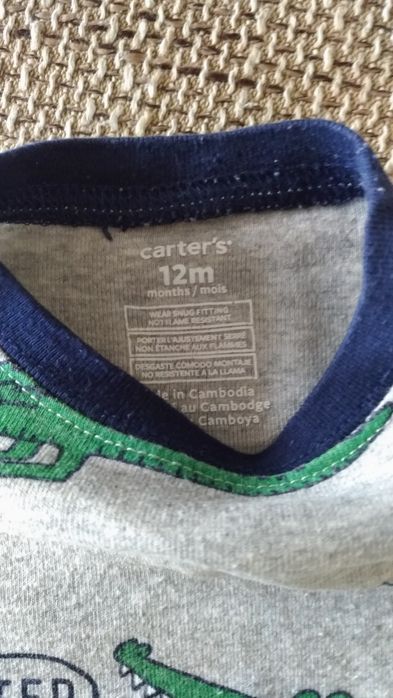 carter's
12m
months / mois
WEAR SNUG FITTING
NOT FLAME RESISTANT
PORTER L'AJUSTEMENT SERRÉ
NON ÉTANCHE AUX FLAMMES
DESGASTE CÓMODO MONTAJE
NO RESISTENTE A LA LLAMA
in Cambodia
au Cambodge
Camboya